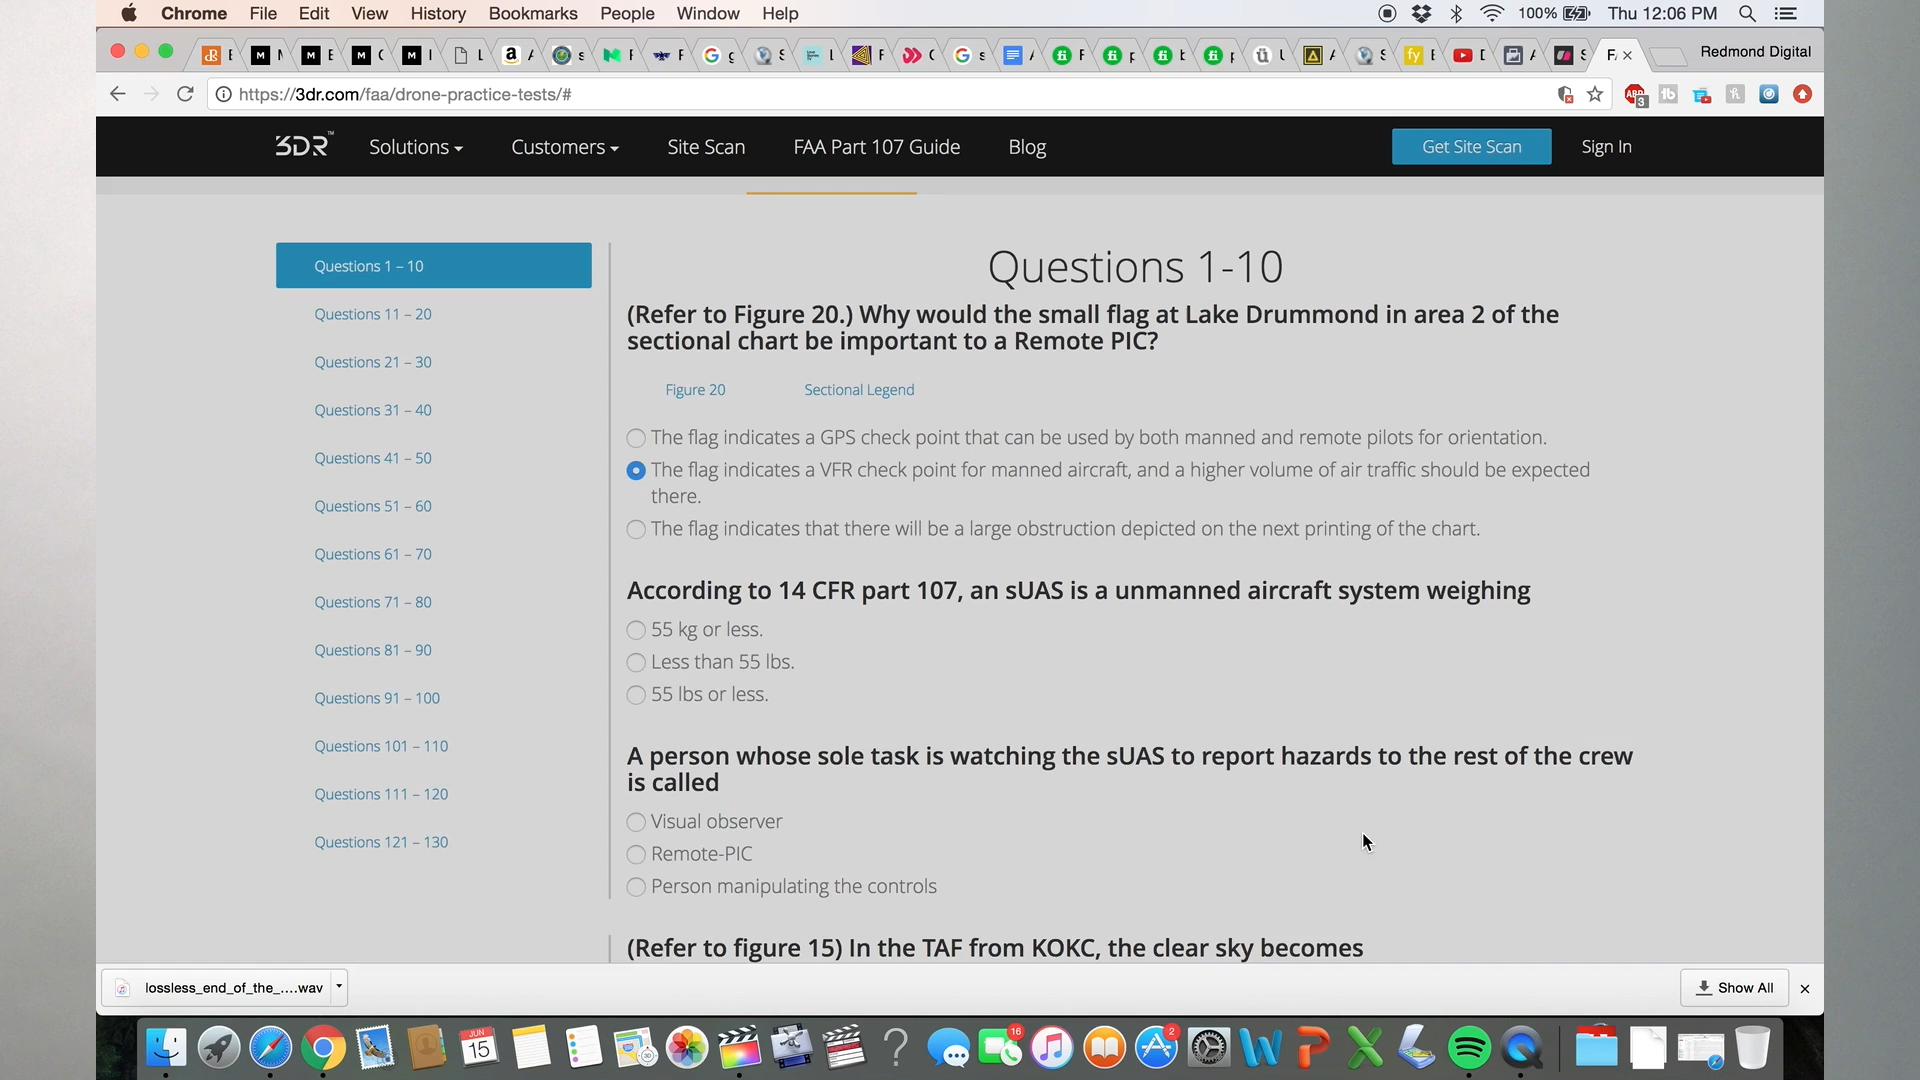 Chrome File Edit View History Bookmarks People Window Help 100% Thu 12:06 PM
Redmond Digital
https://3dr.com/faa/drone-practice-tests/#
3DR™ Solutions Customers Site Scan FAA Part 107 Guide Blog Get Site Scan Sign In
Questions 1 – 10
Questions 11 – 20
Questions 21 – 30
Questions 31 – 40
Questions 41 – 50
Questions 51 – 60
Questions 61 – 70
Questions 71 – 80
Questions 81 – 90
Questions 91 – 100
Questions 101 – 110
Questions 111 – 120
Questions 121 – 130
Questions 1-10
(Refer to Figure 20.) Why would the small flag at Lake Drummond in area 2 of the
sectional chart be important to a Remote PIC?
Figure 20 Sectional Legend
The flag indicates a GPS check point that can be used by both manned and remote pilots for orientation.
The flag indicates a VFR check point for manned aircraft, and a higher volume of air traffic should be expected
there.
The flag indicates that there will be a large obstruction depicted on the next printing of the chart.
According to 14 CFR part 107, an sUAS is a unmanned aircraft system weighing
55 kg or less.
Less than 55 lbs.
55 lbs or less.
A person whose sole task is watching the sUAS to report hazards to the rest of the crew
is called
Visual observer
Remote-PIC
Person manipulating the controls
(Refer to figure 15) In the TAF from KOKC, the clear sky becomes
lossless_end_of_the_....wav Show All
JUN
15
16
2